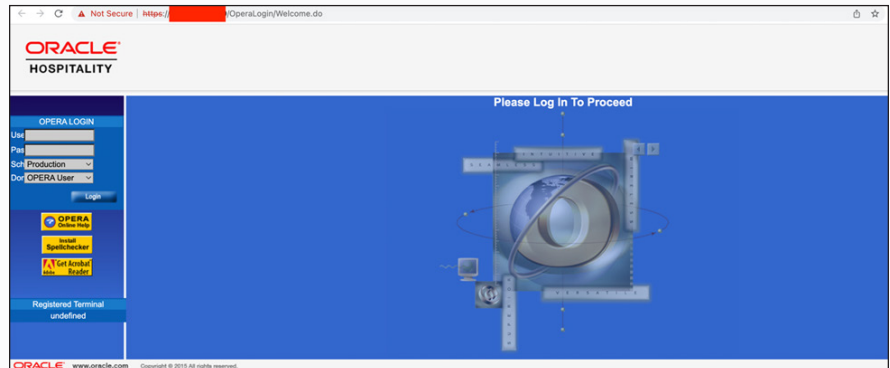 Not Secure | https:// /OperaLogin/Welcome.do
ORACLE
HOSPITALITY
Please Log In To Proceed
OPERA LOGIN
Use
Pas
Sch Production
Dor OPERA User
Login
OPERA
Online Help
Install
Spellchecker
Get Acrobat
Adobe Reader
Registered Terminal
undefined
ORACLE www.oracle.com Copyright © 2015 All rights reserved.